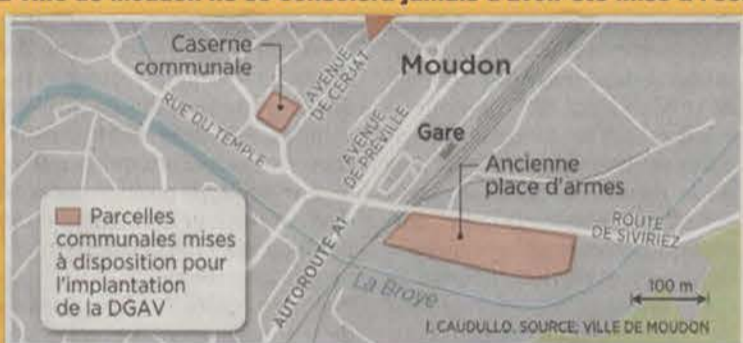 Caserne
communale
AVENUE
DE CERJAT
Moudon
RUE DU TEMPLE
AVENUE
DE PRÉVILLE
Gare
Ancienne
place d'armes
Parcelles
communales mises
à disposition pour
l'implantation
de la DGAV
AUTOROUTE A1
La Broye
ROUTE
DE SIVIRIEZ
100 m
I. CAUDULLO. SOURCE: VILLE DE MOUDON